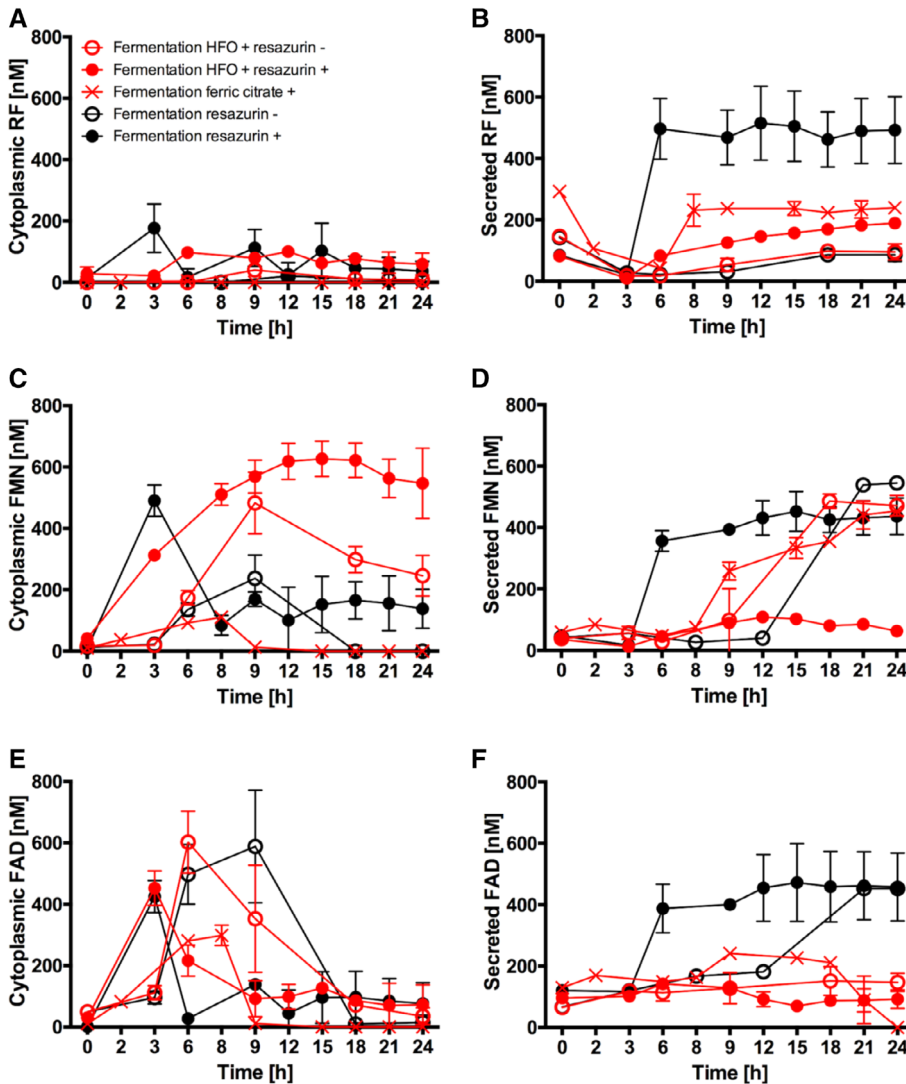 A
Cytoplasmic RF [nM]
800
600
400
200
0
Fermentation HFO + resazurin -
Fermentation HFO + resazurin +
Fermentation ferric citrate +
Fermentation resazurin -
Fermentation resazurin +
0 2 3 6 8 9 12 15 18 21 24
Time [h]
B
Secreted RF [nM]
800
600
400
200
0
0 2 3 6 8 9 12 15 18 21 24
Time [h]
C
Cytoplasmic FMN [nM]
800
600
400
200
0
0 2 3 6 8 9 12 15 18 21 24
Time [h]
D
Secreted FMN [nM]
800
600
400
200
0
0 2 3 6 8 9 12 15 18 21 24
Time [h]
E
Cytoplasmic FAD [nM]
800
600
400
200
0
0 2 3 6 8 9 12 15 18 21 24
Time [h]
F
Secreted FAD [nM]
800
600
400
200
0
0 2 3 6 8 9 12 15 18 21 24
Time [h]